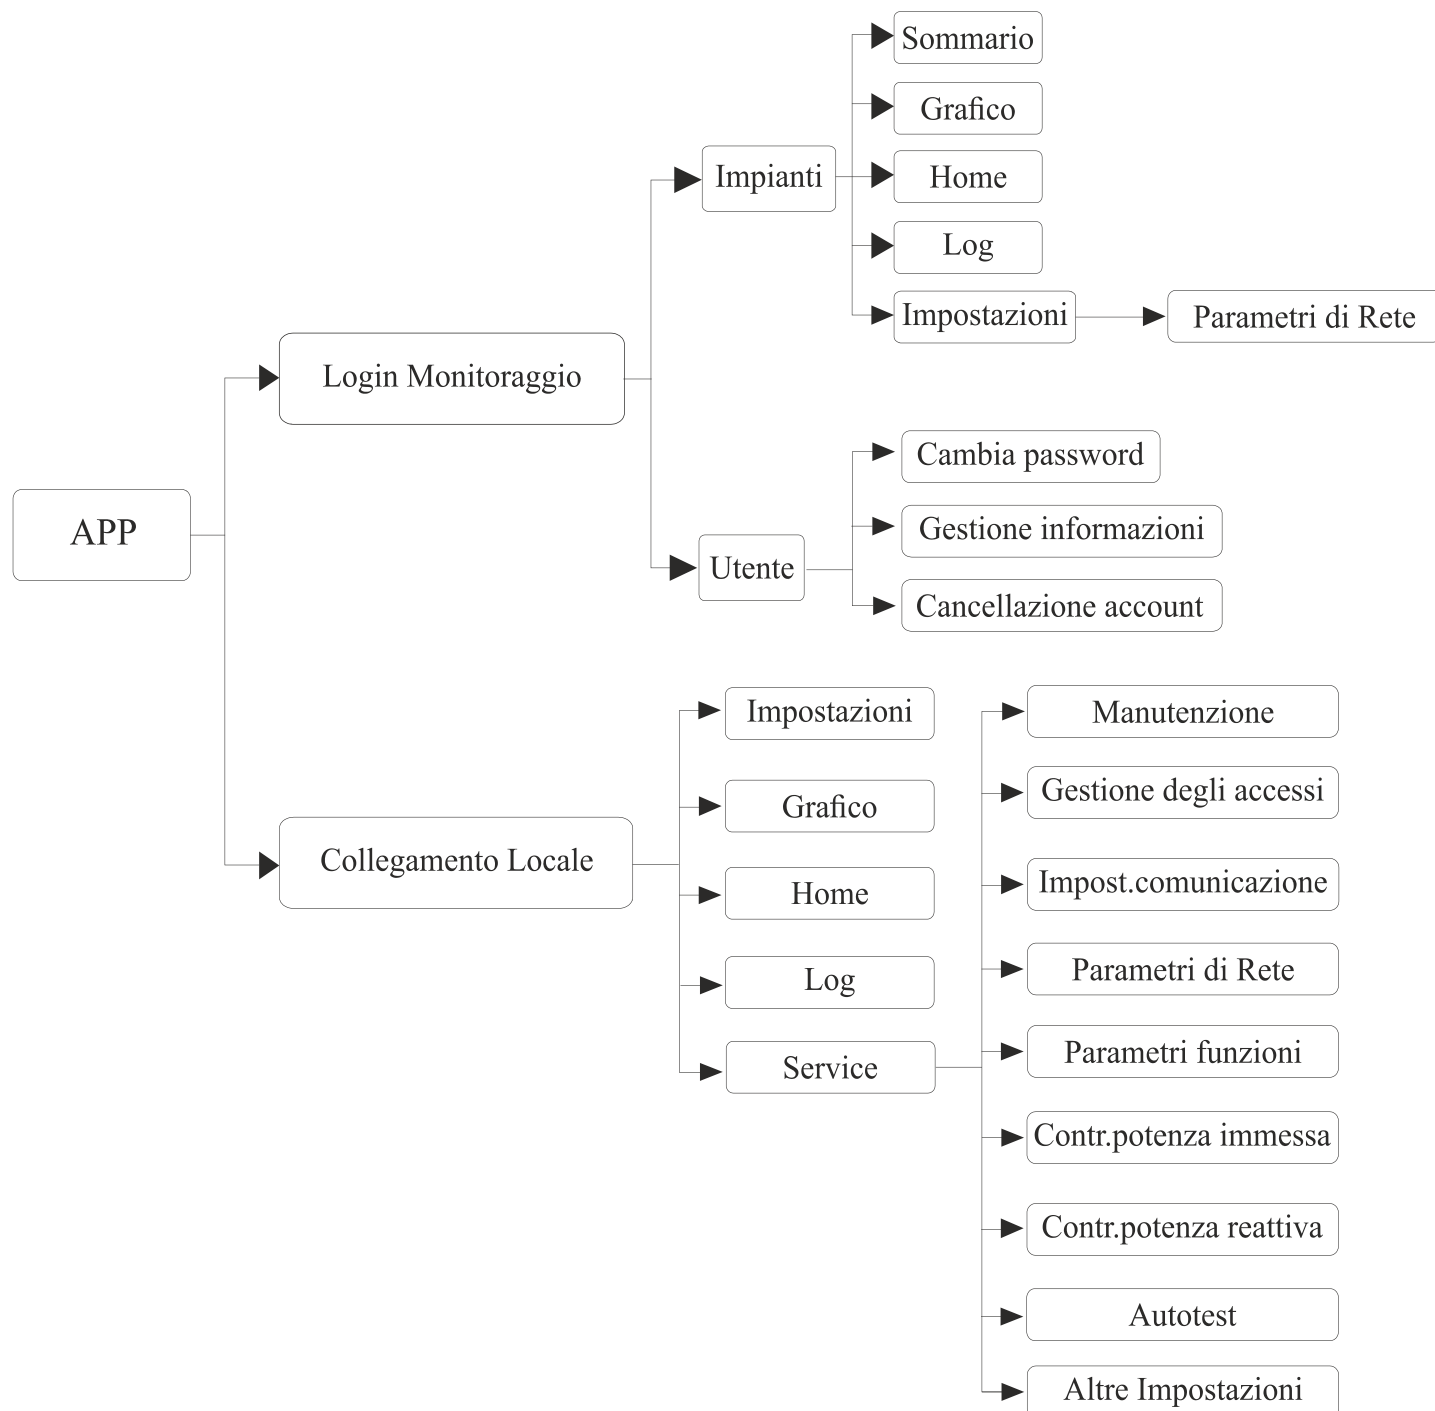 APP
Login Monitoraggio
Impianti
Sommario
Grafico
Home
Log
Impostazioni
Parametri di Rete
Utente
Cambia password
Gestione informazioni
Cancellazione account
Collegamento Locale
Impostazioni
Grafico
Home
Log
Service
Manutenzione
Gestione degli accessi
Impost.comunicazione
Parametri di Rete
Parametri funzioni
Contr.potenza immessa
Contr.potenza reattiva
Autotest
Altre Impostazioni